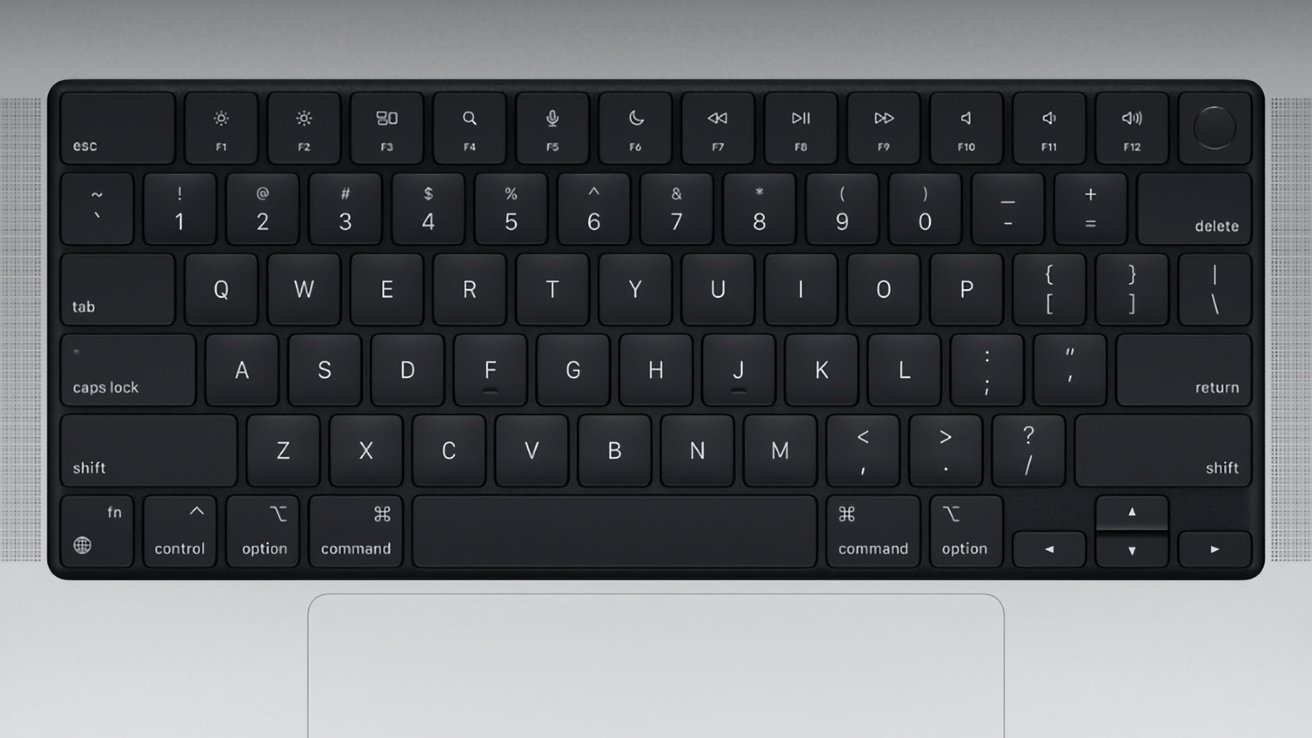 esc F1 F2 F3 F4 F5 F6 F7 F8 F9 F10 F11 F12
~ ! @ # $ % ^ & * ( ) _ +
` 1 2 3 4 5 6 7 8 9 0 - = delete
tab Q W E R T Y U I O P { [ } ] | \
caps lock A S D F G H J K L : ; " ' return
shift Z X C V B N M < , > . ? / shift
fn ^ ⌥ ⌘ ⌘ ⌥ ▲
control option command command option ◄ ▼ ►